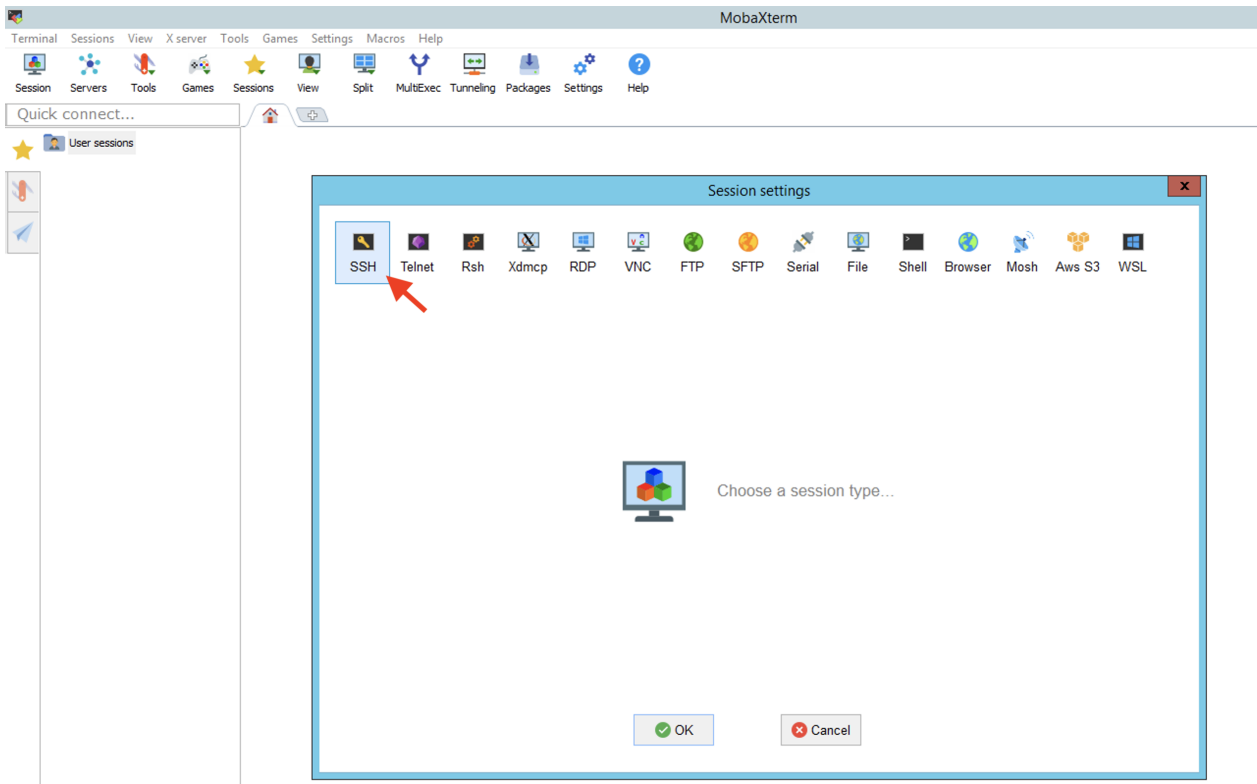 MobaXterm
Terminal Sessions View X server Tools Games Settings Macros Help
Session Servers Tools Games Sessions View Split MultiExec Tunneling Packages Settings Help
Quick connect...
User sessions
Session settings
x
SSH Telnet Rsh Xdmcp RDP VNC FTP SFTP Serial File Shell Browser Mosh Aws S3 WSL
Choose a session type...
OK Cancel